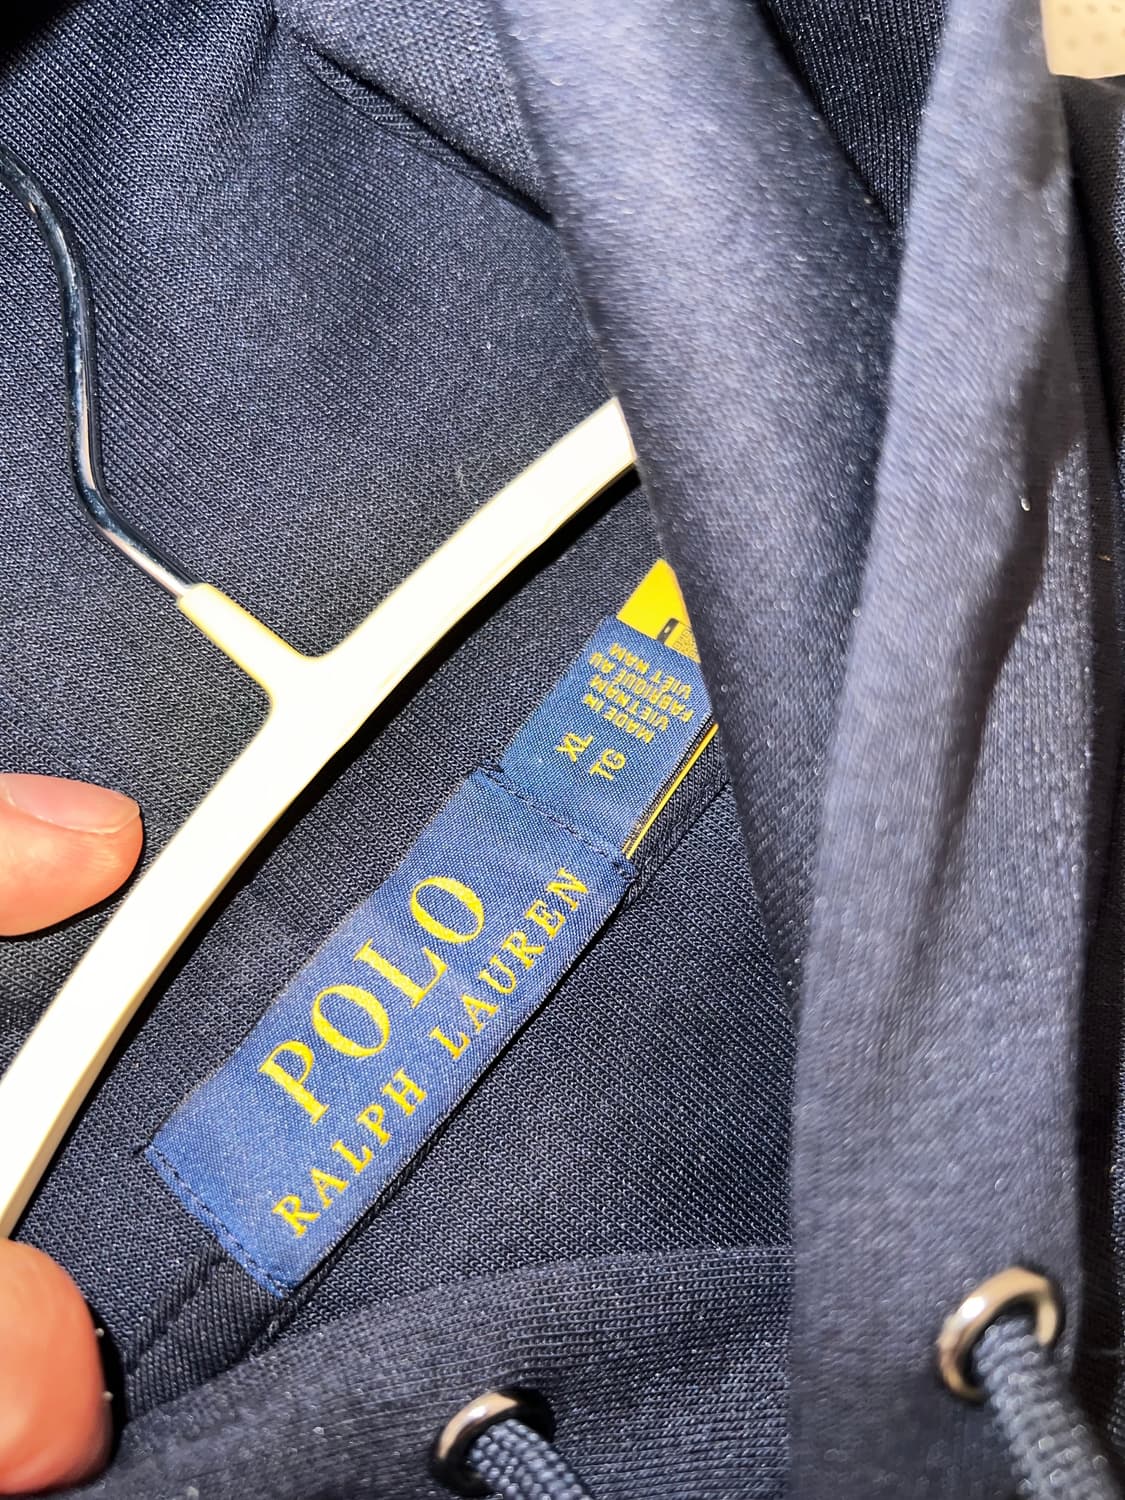 POLO
RALPH LAUREN
XL
TG
MADE IN
VIETNAM
FABRIQUÉ AU
VIET NAM